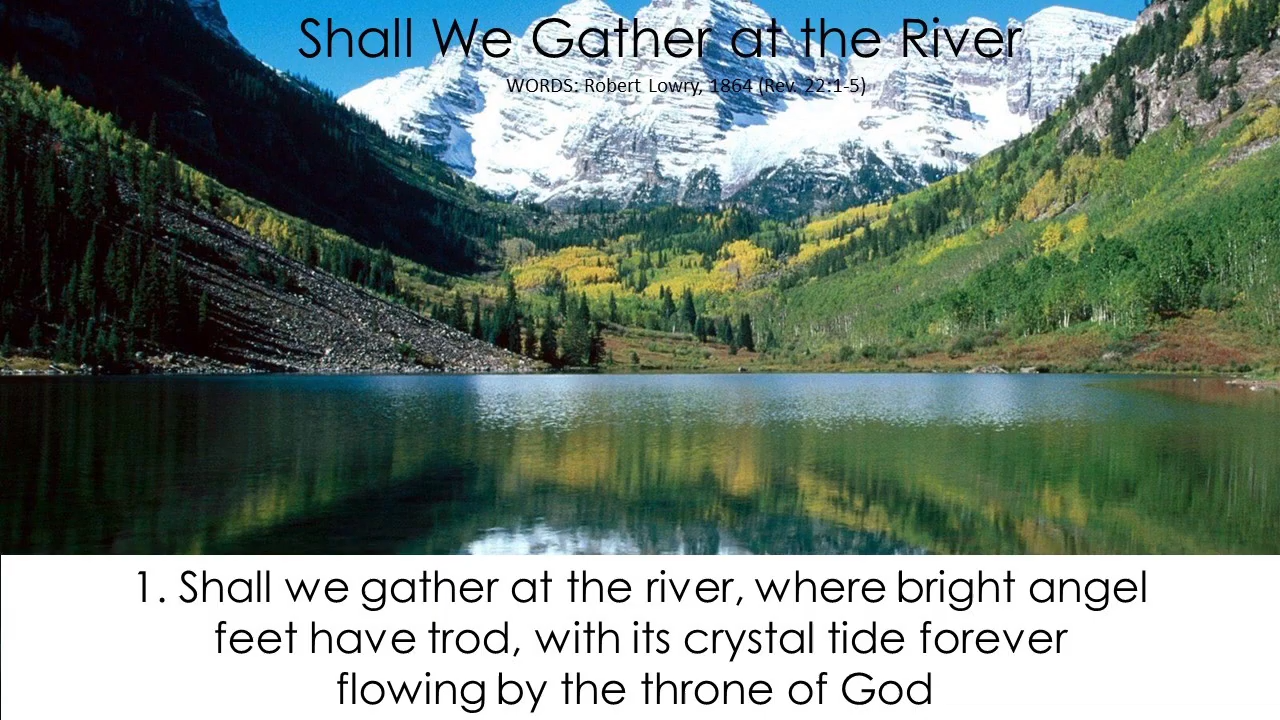 Shall We Gather at the River
WORDS: Robert Lowry, 1864 (Rev. 22:1-5)
1. Shall we gather at the river, where bright angel
feet have trod, with its crystal tide forever
flowing by the throne of God